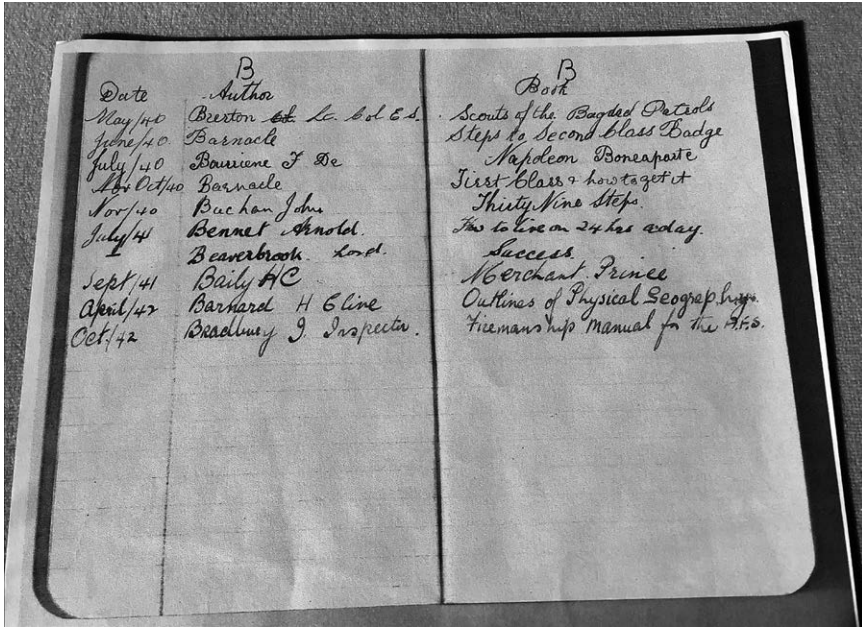 B B
Date Author Book
May/40 Brerton Lt. Col E S. Scouts of the Bagdad Patrols
June/40. Barnacle Steps to Second Class Badge
July/40 Bourriene F De Napoleon Boneaparte
Oct/40 Barnacle First Class & how to get it
Nov/40 Buchan John Thirty Nine Steps.
July/41 Bennet Arnold. How to live on 24 hrs a day.
Beaverbrook. Lord. Success.
Sept/41 Baily HC Merchant Prince
April/42 Barnard H Clive Outlines of Physical Geography.
Oct./42 Bradbury J. Inspector. Firemanship Manual for the A.F.S.